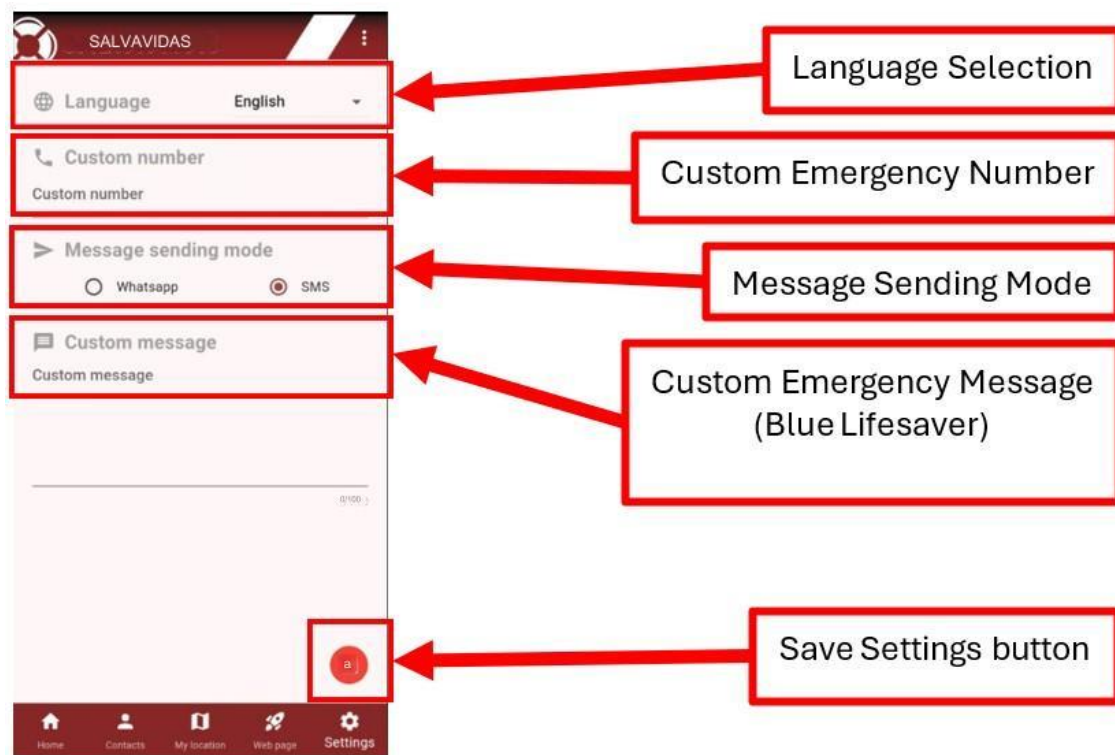 SALVAVIDAS
Language English
Language Selection
Custom number
Custom number
Custom Emergency Number
Message sending mode
Whatsapp SMS
Message Sending Mode
Custom message
Custom message
Custom Emergency Message
(Blue Lifesaver)
0/100
a
Save Settings button
Home Contacts My location Web page Settings